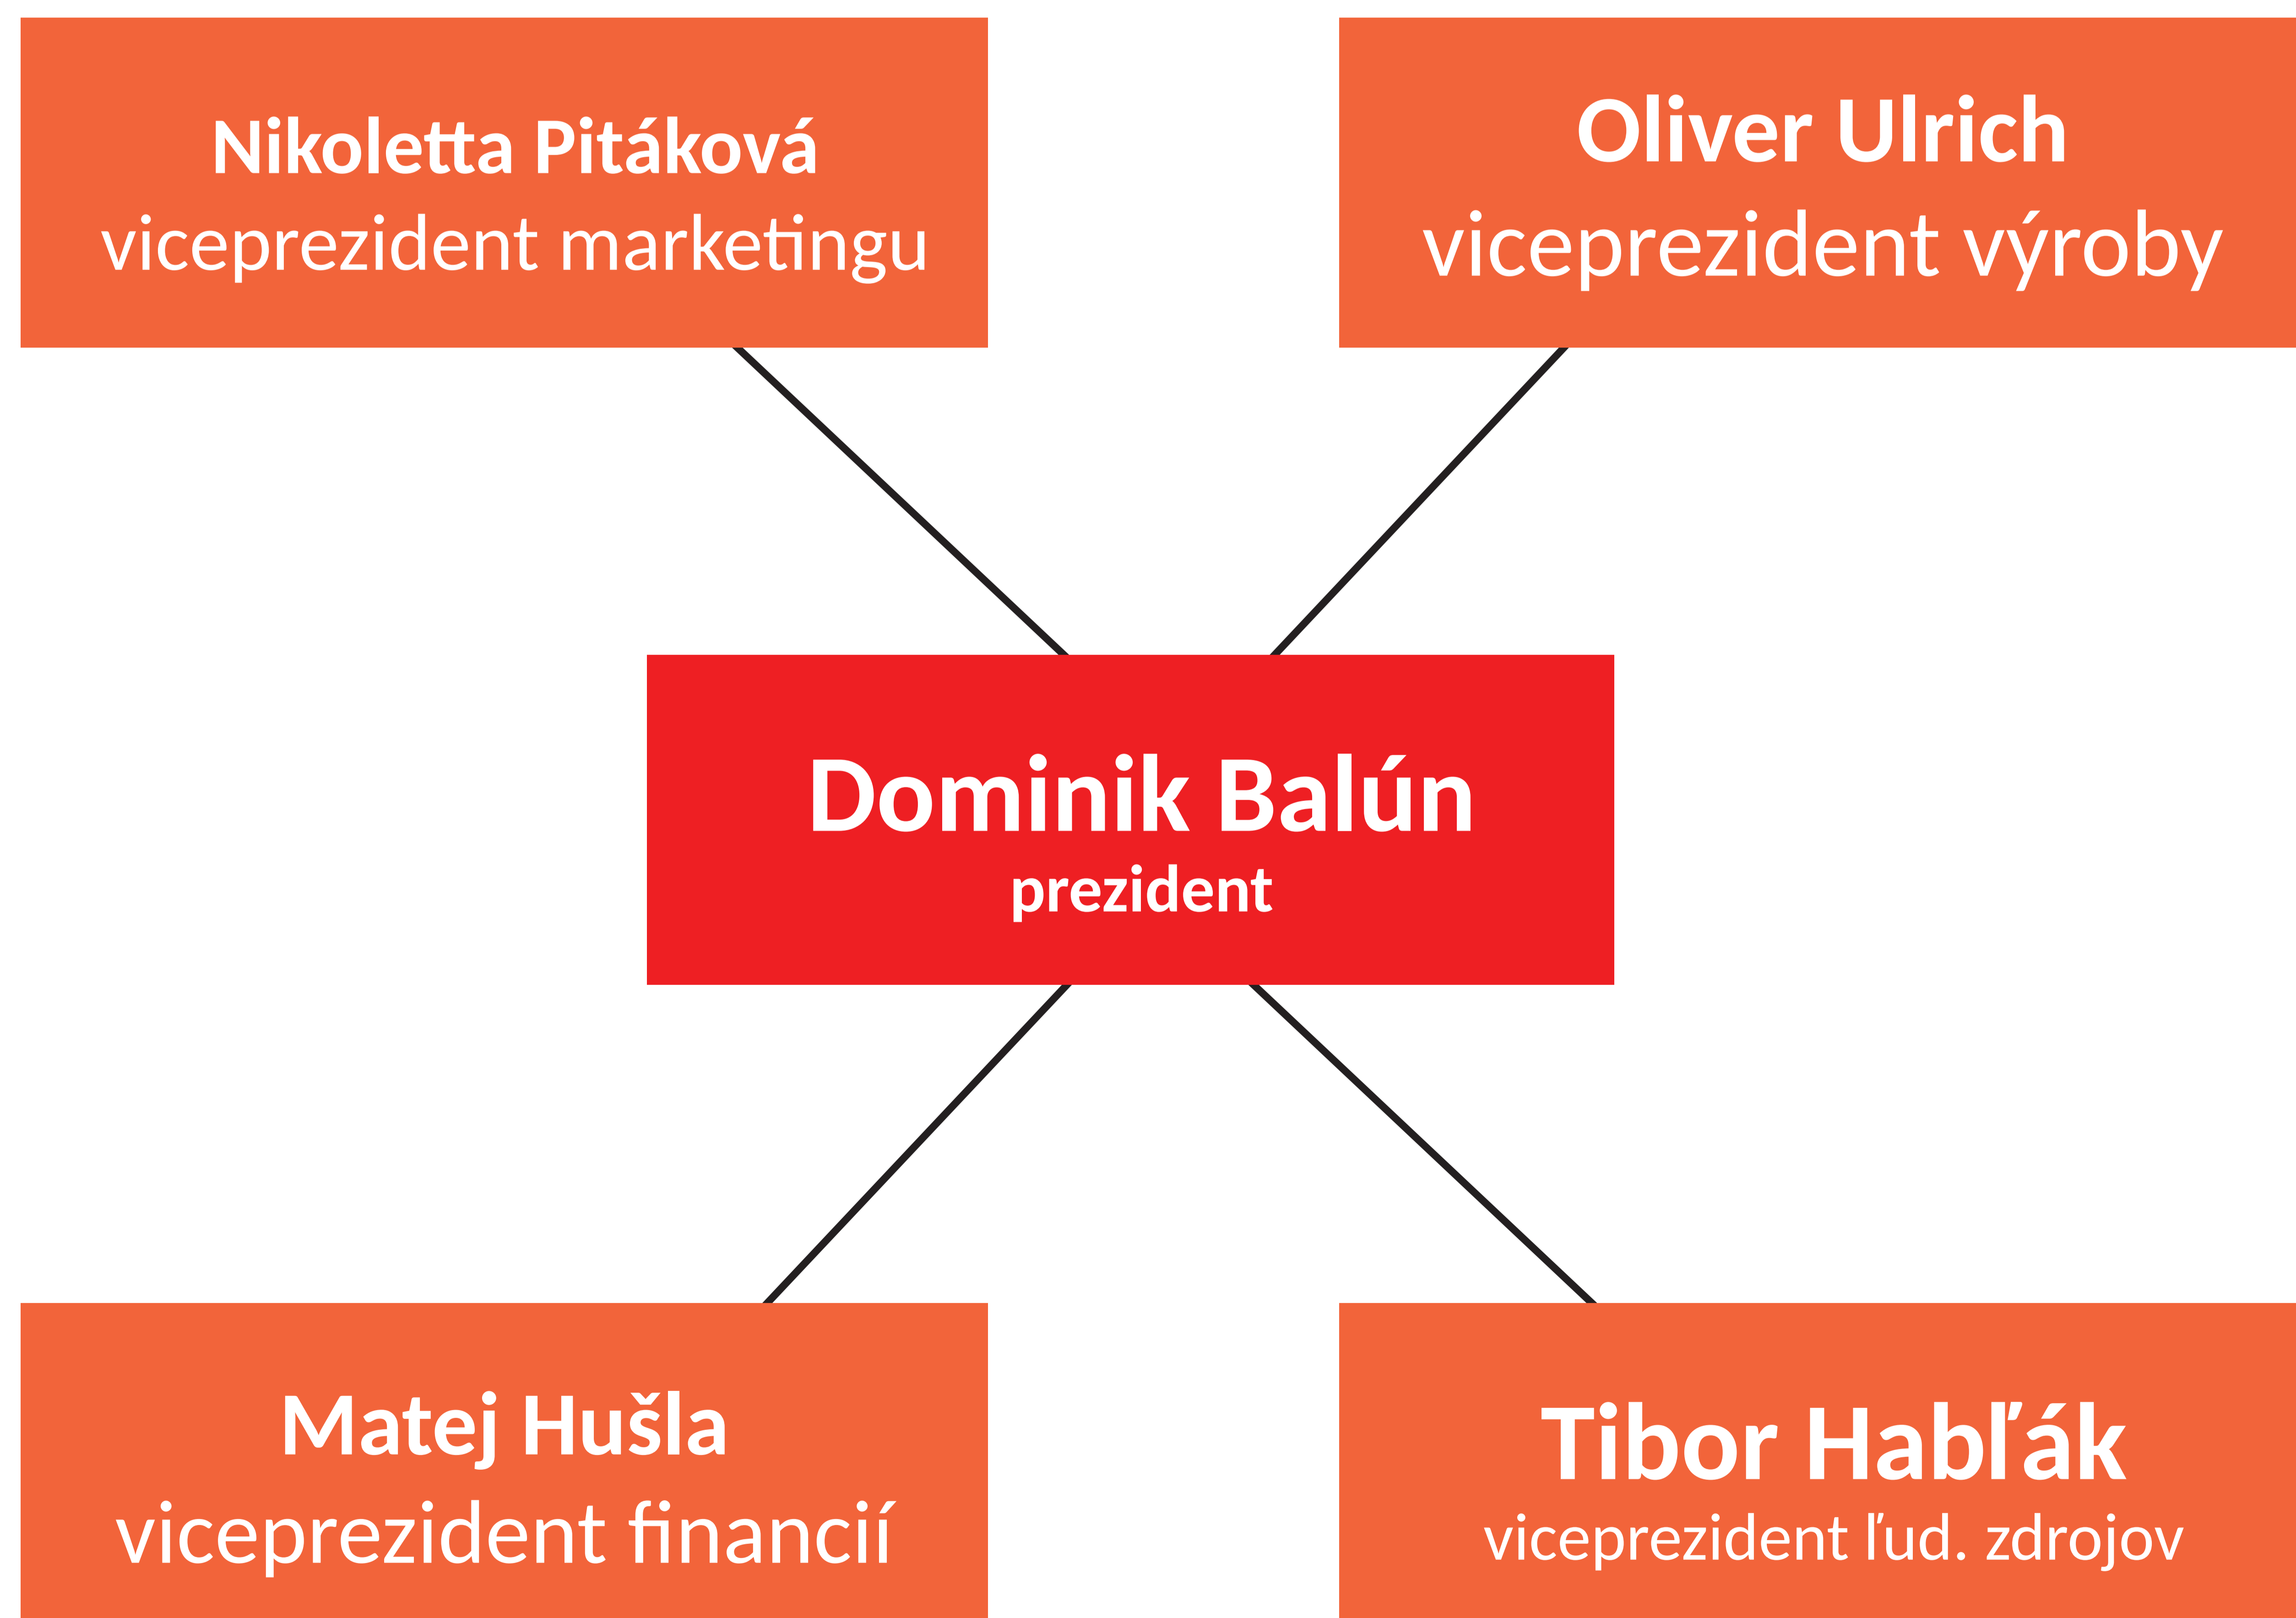 Nikoletta Pitáková
viceprezident marketingu
Oliver Ulrich
viceprezident výroby
Dominik Balún
prezident
Matej Hušla
viceprezident financií
Tibor Habľák
viceprezident ľud. zdrojov